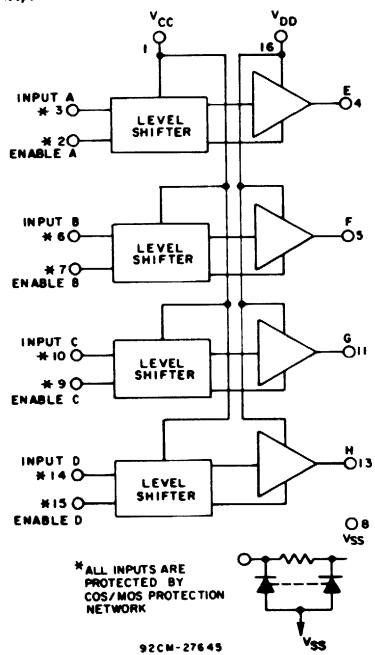 VCC
VDD
1
16
INPUT A
* 3
* 2
ENABLE A
LEVEL
SHIFTER
E
4
INPUT B
* 6
* 7
ENABLE B
LEVEL
SHIFTER
F
5
INPUT C
* 10
* 9
ENABLE C
LEVEL
SHIFTER
G
11
INPUT D
* 14
* 15
ENABLE D
LEVEL
SHIFTER
H
13
8
VSS
* ALL INPUTS ARE
PROTECTED BY
COS/MOS PROTECTION
NETWORK
VSS
92CM-27645